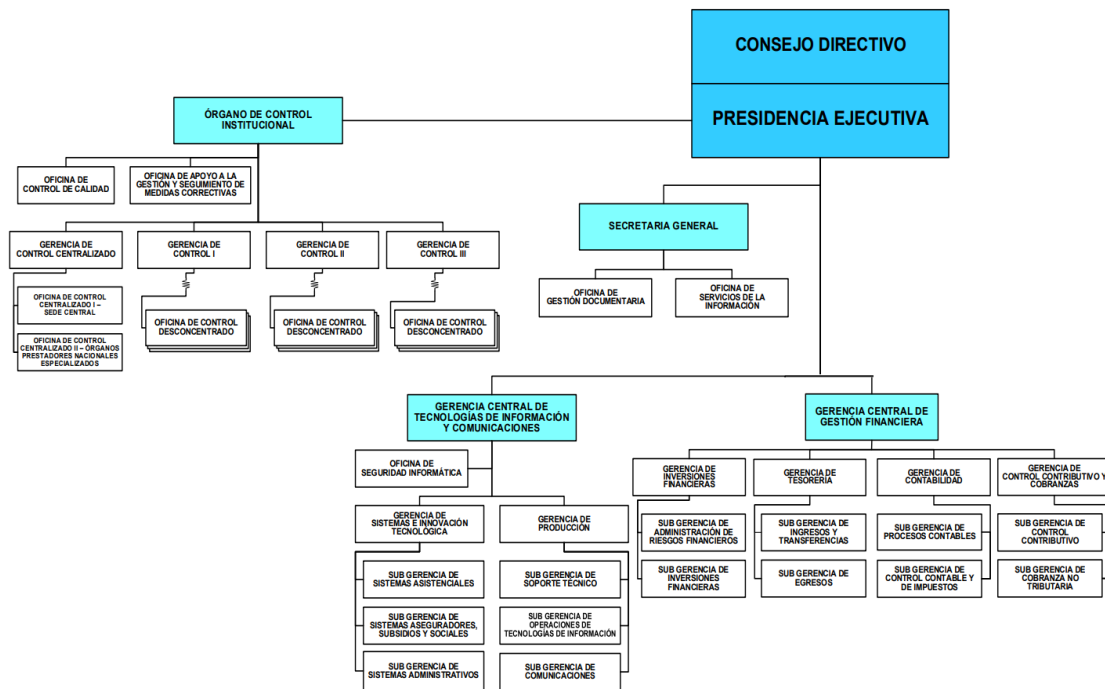 CONSEJO DIRECTIVO
PRESIDENCIA EJECUTIVA
ÓRGANO DE CONTROL
INSTITUCIONAL
OFICINA DE
CONTROL DE CALIDAD
OFICINA DE APOYO A LA
GESTIÓN Y SEGUIMIENTO DE
MEDIDAS CORRECTIVAS
GERENCIA DE
CONTROL CENTRALIZADO
GERENCIA DE
CONTROL I
GERENCIA DE
CONTROL II
GERENCIA DE
CONTROL III
OFICINA DE CONTROL
CENTRALIZADO I –
SEDE CENTRAL
OFICINA DE CONTROL
CENTRALIZADO II – ÓRGANOS
PRESTADORES NACIONALES
ESPECIALIZADOS
OFICINA DE CONTROL
DESCONCENTRADO
OFICINA DE CONTROL
DESCONCENTRADO
OFICINA DE CONTROL
DESCONCENTRADO
SECRETARIA GENERAL
OFICINA DE
GESTIÓN DOCUMENTARIA
OFICINA DE
SERVICIOS DE LA
INFORMACIÓN
GERENCIA CENTRAL DE
TECNOLOGÍAS DE INFORMACIÓN
Y COMUNICACIONES
OFICINA DE
SEGURIDAD INFORMÁTICA
GERENCIA DE
SISTEMAS E INNOVACIÓN
TECNOLÓGICA
SUB GERENCIA DE
SISTEMAS ASISTENCIALES
SUB GERENCIA DE
SISTEMAS ASEGURADORES,
SUBSIDIOS Y SOCIALES
SUB GERENCIA DE
SISTEMAS ADMINISTRATIVOS
GERENCIA DE
PRODUCCIÓN
SUB GERENCIA DE
SOPORTE TÉCNICO
SUB GERENCIA DE
OPERACIONES DE
TECNOLOGÍAS DE INFORMACIÓN
SUB GERENCIA DE
COMUNICACIONES
GERENCIA CENTRAL DE
GESTIÓN FINANCIERA
GERENCIA DE
INVERSIONES
FINANCIERAS
SUB GERENCIA DE
ADMINISTRACIÓN DE
RIESGOS FINANCIEROS
SUB GERENCIA DE
INVERSIONES
FINANCIERAS
GERENCIA DE
TESORERÍA
SUB GERENCIA DE
INGRESOS Y
TRANSFERENCIAS
SUB GERENCIA DE
EGRESOS
GERENCIA DE
CONTABILIDAD
SUB GERENCIA DE
PROCESOS CONTABLES
SUB GERENCIA DE
CONTROL CONTABLE Y
DE IMPUESTOS
GERENCIA DE
CONTROL CONTRIBUTIVO Y
COBRANZAS
SUB GERENCIA DE
CONTROL
CONTRIBUTIVO
SUB GERENCIA DE
COBRANZA NO
TRIBUTARIA